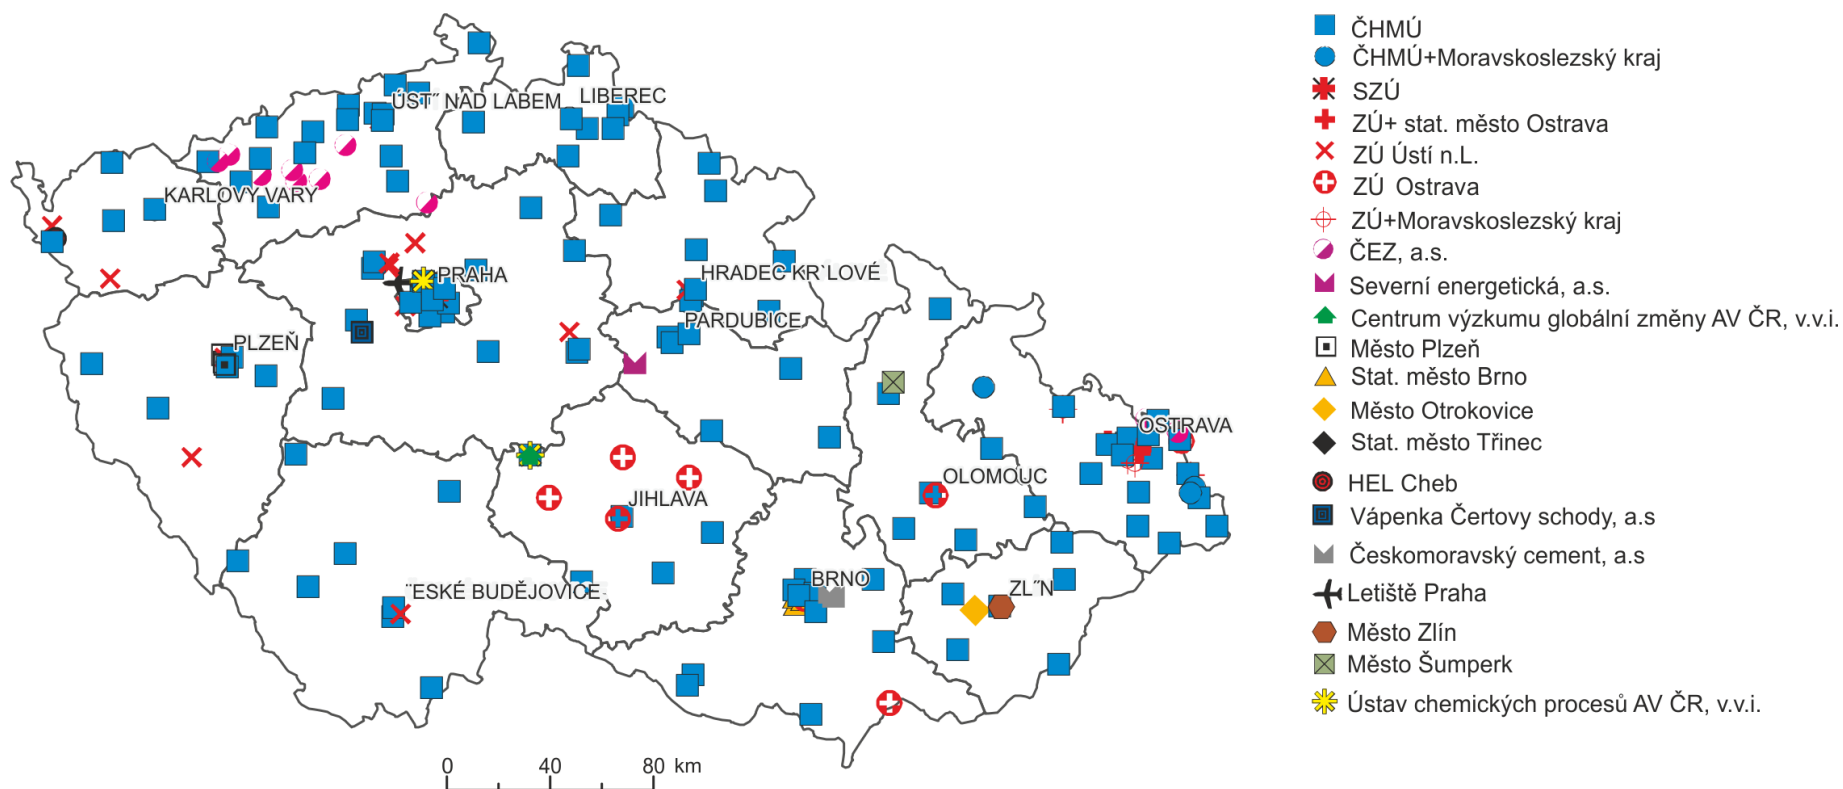 ÚST˝ NAD LABEM
LIBEREC
KARLOVY VARY
PRAHA
HRADEC KR`LOVÉ
PARDUBICE
PLZEŇ
OSTRAVA
OLOMOUC
JIHLAVA
BRNO
ZL˝N
¨ESKÉ BUDĚJOVICE
0 40 80 km
ČHMÚ
ČHMÚ+Moravskoslezský kraj
SZÚ
ZÚ+ stat. město Ostrava
ZÚ Ústí n.L.
ZÚ Ostrava
ZÚ+Moravskoslezský kraj
ČEZ, a.s.
Severní energetická, a.s.
Centrum výzkumu globální změny AV ČR, v.v.i.
Město Plzeň
Stat. město Brno
Město Otrokovice
Stat. město Třinec
HEL Cheb
Vápenka Čertovy schody, a.s
Českomoravský cement, a.s
Letiště Praha
Město Zlín
Město Šumperk
Ústav chemických procesů AV ČR, v.v.i.